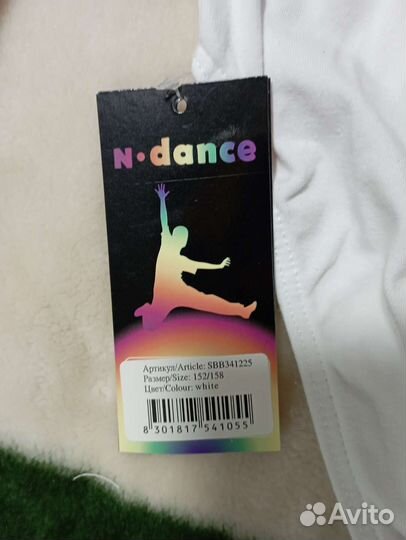 N•dance
Артикул/Article: SBB341225
Размер/Size: 152/158
Цвет/Colour: white
8 301817 541055
Avito